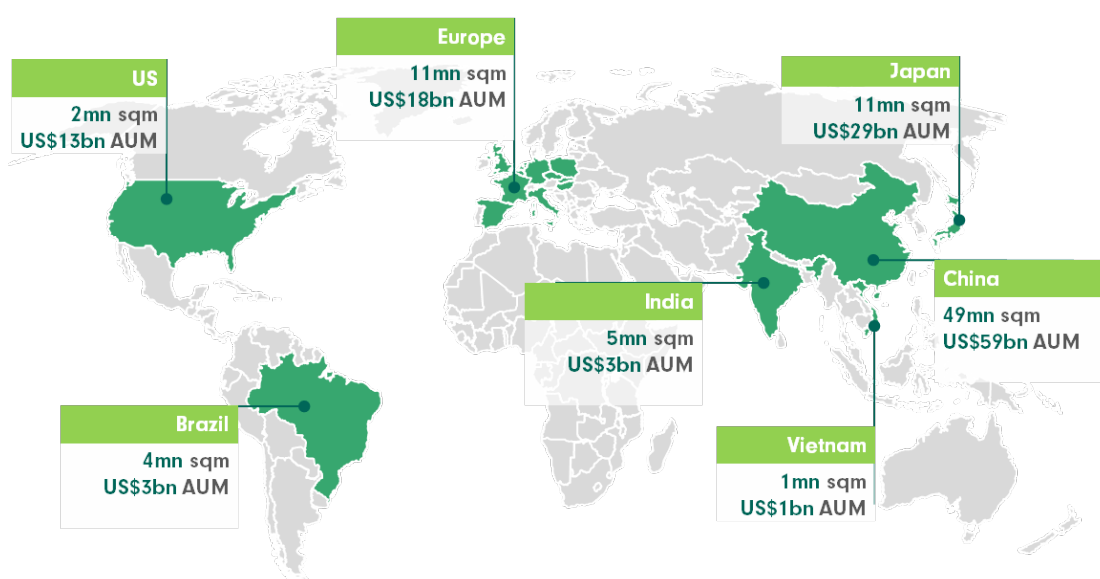 US
2mn sqm
US$13bn AUM
Europe
11mn sqm
US$18bn AUM
Japan
11mn sqm
US$29bn AUM
India
5mn sqm
US$3bn AUM
China
49mn sqm
US$59bn AUM
Brazil
4mn sqm
US$3bn AUM
Vietnam
1mn sqm
US$1bn AUM